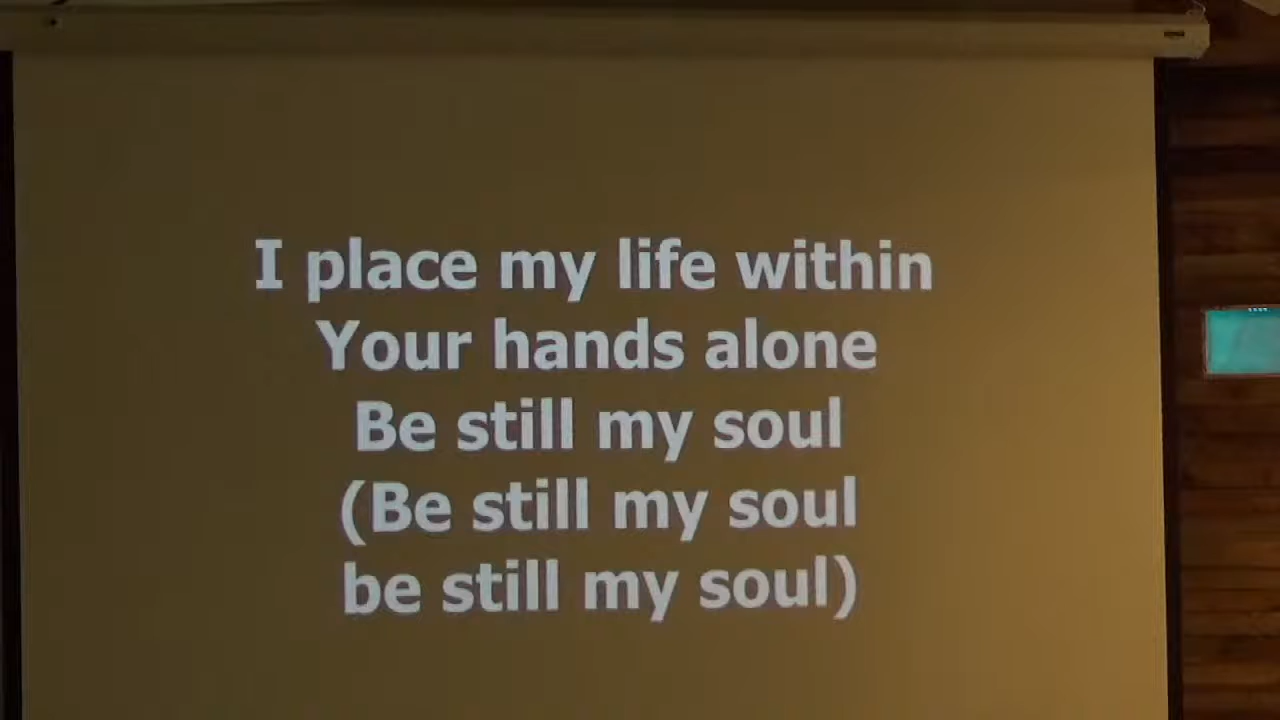 I place my life within
Your hands alone
Be still my soul
(Be still my soul
be still my soul)